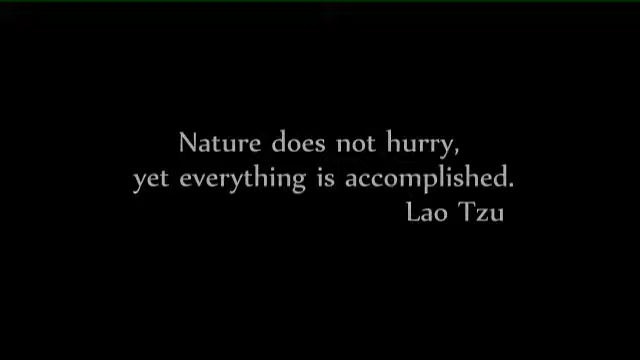 Nature does not hurry,
yet everything is accomplished.
Lao Tzu